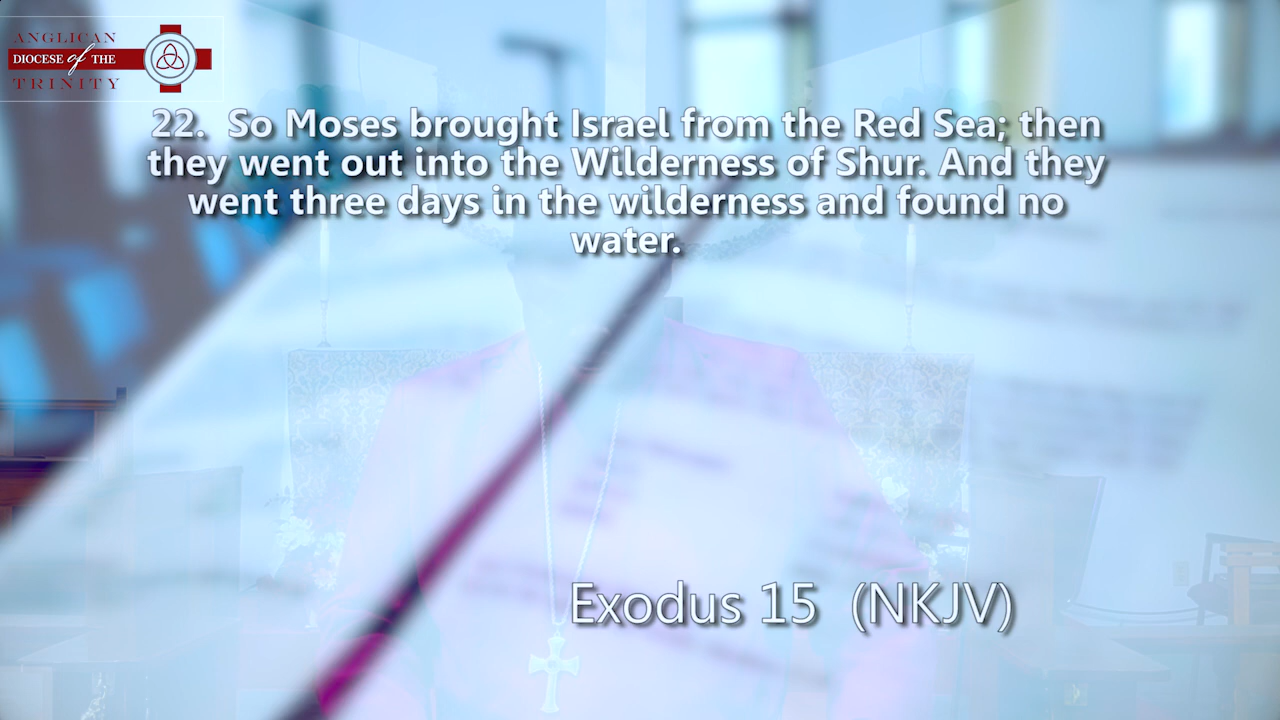 ANGLICAN
DIOCESE of THE
TRINITY
22. So Moses brought Israel from the Red Sea; then
they went out into the Wilderness of Shur. And they
went three days in the wilderness and found no
water.
Exodus 15 (NKJV)